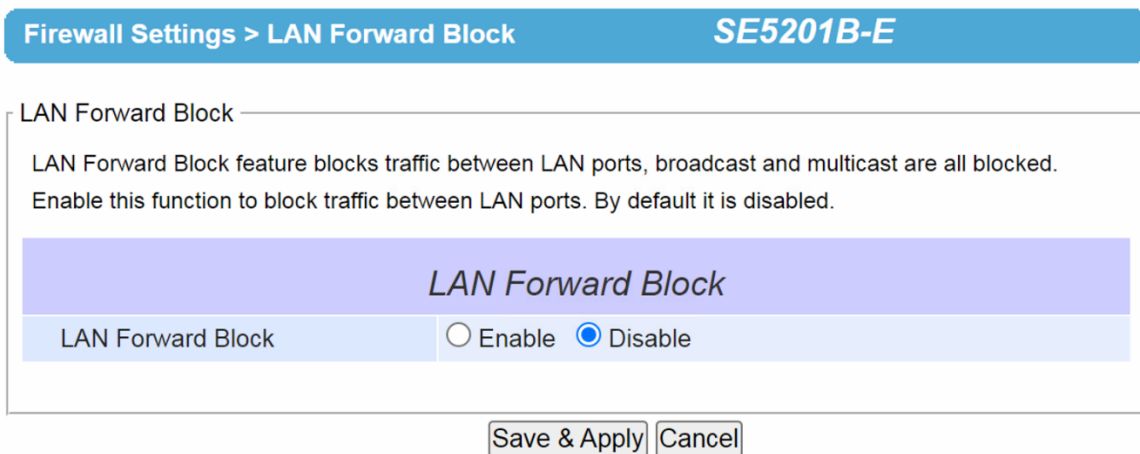 Firewall Settings > LAN Forward Block SE5201B-E
LAN Forward Block
LAN Forward Block feature blocks traffic between LAN ports, broadcast and multicast are all blocked.
Enable this function to block traffic between LAN ports. By default it is disabled.
LAN Forward Block
LAN Forward Block Enable Disable
Save & Apply Cancel